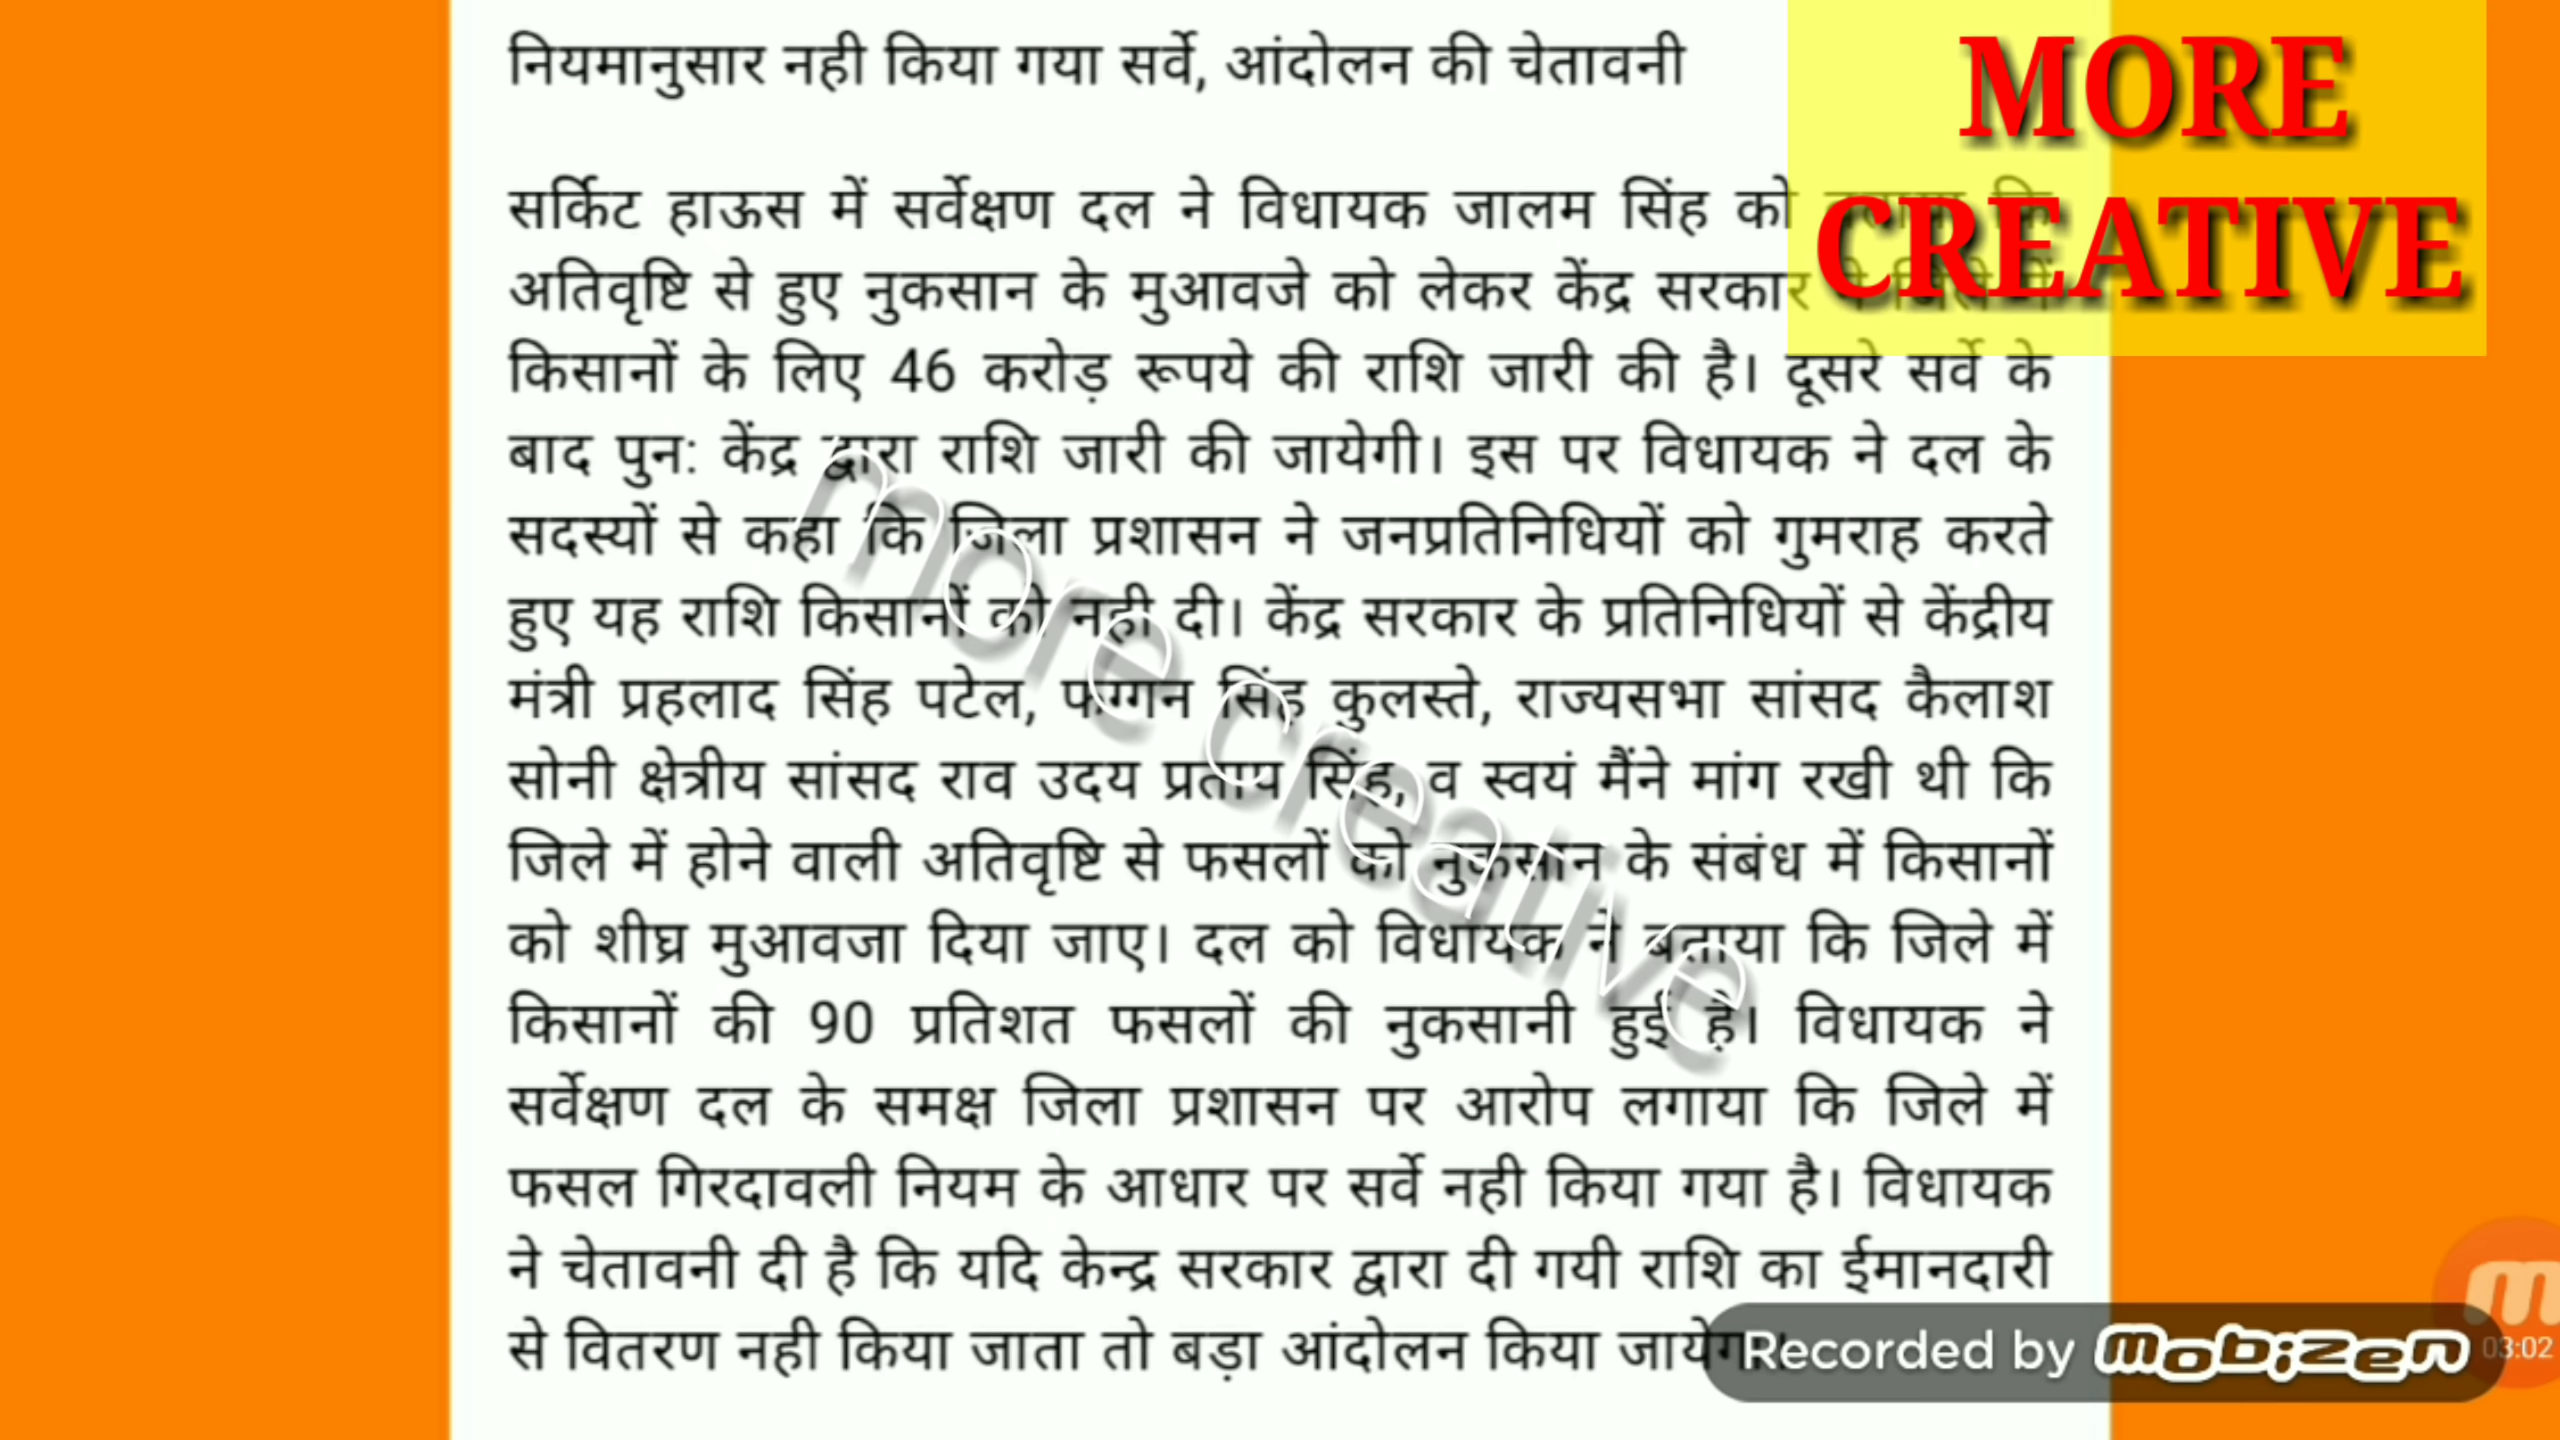 नियमानुसार नही किया गया सर्वे, आंदोलन की चेतावनी
MORE
CREATIVE
सर्किट हाऊस में सर्वेक्षण दल ने विधायक जालम सिंह को
अतिवृष्टि से हुए नुकसान के मुआवजे को लेकर केंद्र सरकार
किसानों के लिए 46 करोड़ रूपये की राशि जारी की है। दूसरे सर्वे के
बाद पुन: केंद्र द्वारा राशि जारी की जायेगी। इस पर विधायक ने दल के
सदस्यों से कहा कि जिला प्रशासन ने जनप्रतिनिधियों को गुमराह करते
हुए यह राशि किसानों को नही दी। केंद्र सरकार के प्रतिनिधियों से केंद्रीय
मंत्री प्रहलाद सिंह पटेल, फग्गन सिंह कुलस्ते, राज्यसभा सांसद कैलाश
सोनी क्षेत्रीय सांसद राव उदय प्रताप सिंह, व स्वयं मैंने मांग रखी थी कि
जिले में होने वाली अतिवृष्टि से फसलों को नुकसान के संबंध में किसानों
को शीघ्र मुआवजा दिया जाए। दल को विधायक ने बताया कि जिले में
किसानों की 90 प्रतिशत फसलों की नुकसानी हुई है। विधायक ने
सर्वेक्षण दल के समक्ष जिला प्रशासन पर आरोप लगाया कि जिले में
फसल गिरदावली नियम के आधार पर सर्वे नही किया गया है। विधायक
ने चेतावनी दी है कि यदि केन्द्र सरकार द्वारा दी गयी राशि का ईमानदारी
से वितरण नही किया जाता तो बड़ा आंदोलन किया जायेगा।
more creative
Recorded by mobizen
03:02